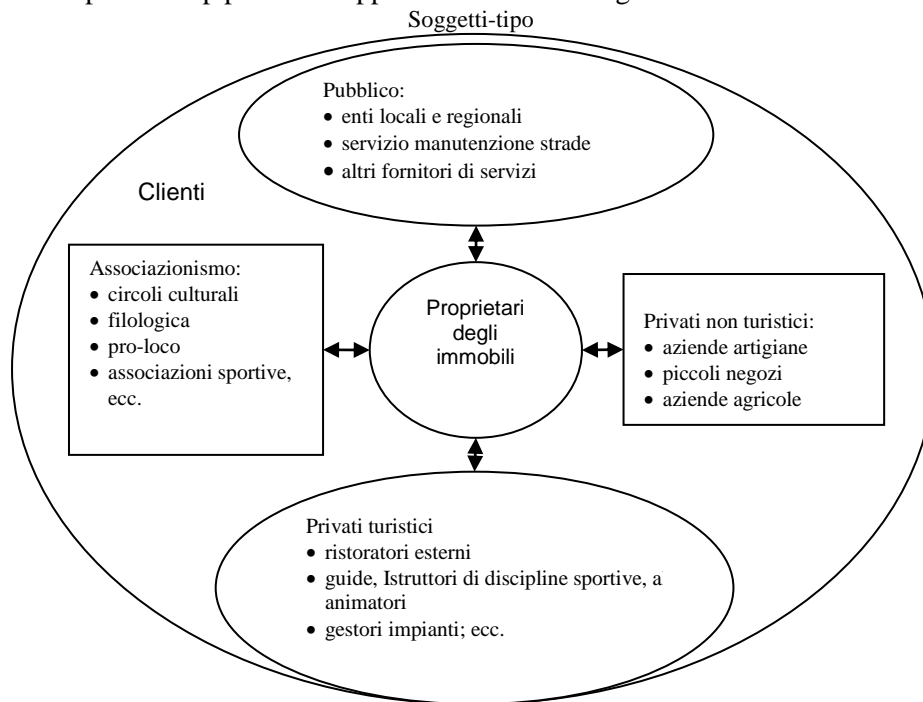 Soggetti-tipo
Pubblico:
• enti locali e regionali
• servizio manutenzione strade
• altri fornitori di servizi
Clienti
Associazionismo:
• circoli culturali
• filologica
• pro-loco
• associazioni sportive,
ecc.
Proprietari
degli
immobili
Privati non turistici:
• aziende artigiane
• piccoli negozi
• aziende agricole
Privati turistici
• ristoratori esterni
• guide, Istruttori di discipline sportive, a
animatori
• gestori impianti; ecc.